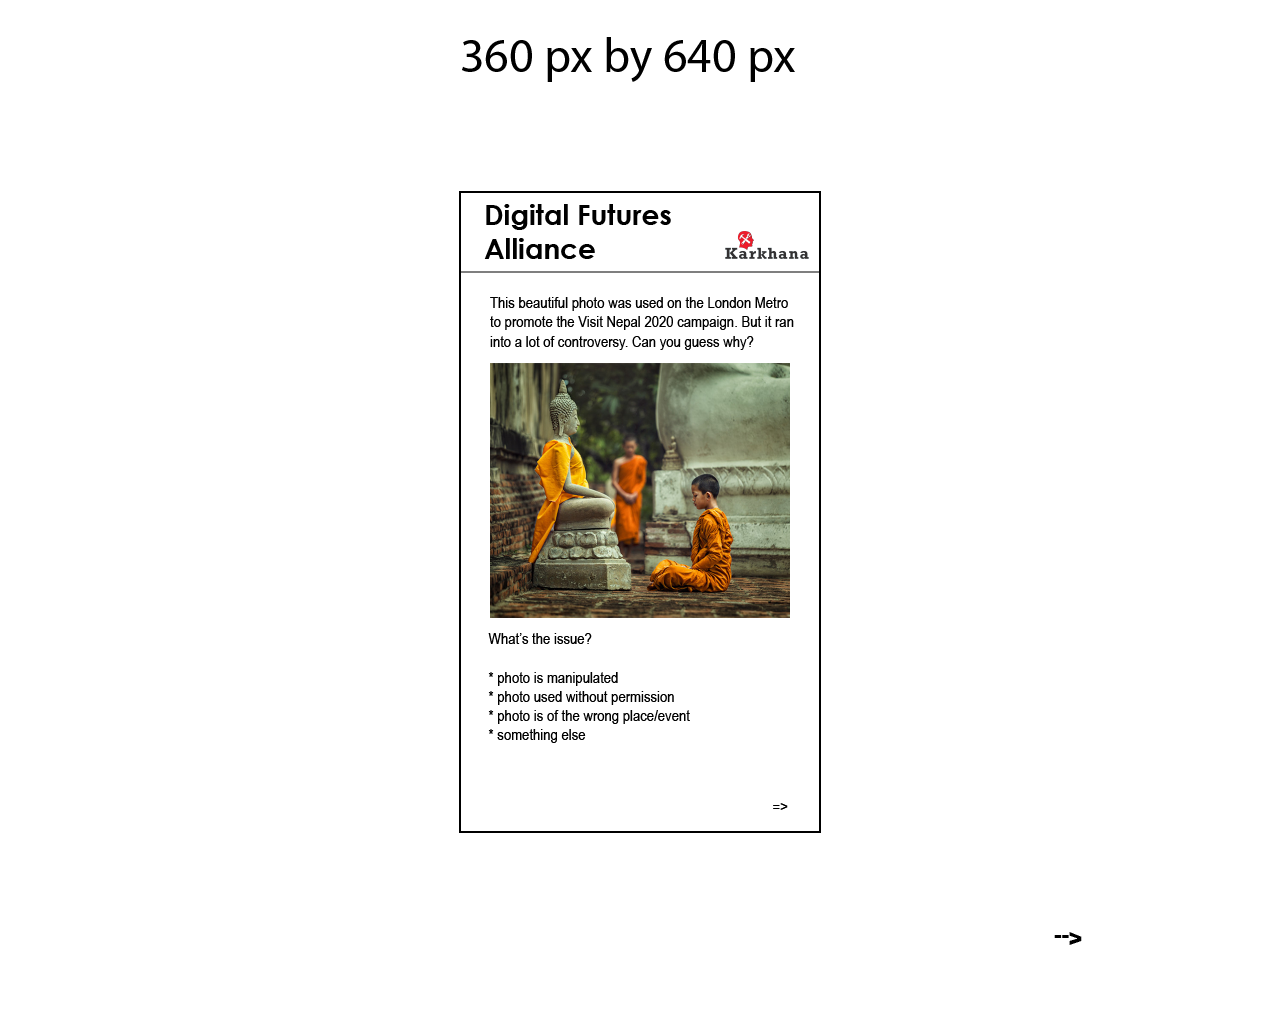 360 px by 640 px
Digital Futures
Alliance
Karkhana
This beautiful photo was used on the London Metro
to promote the Visit Nepal 2020 campaign. But it ran
into a lot of controversy. Can you guess why?
What's the issue?
* photo is manipulated
* photo used without permission
* photo is of the wrong place/event
* something else
=>
-->